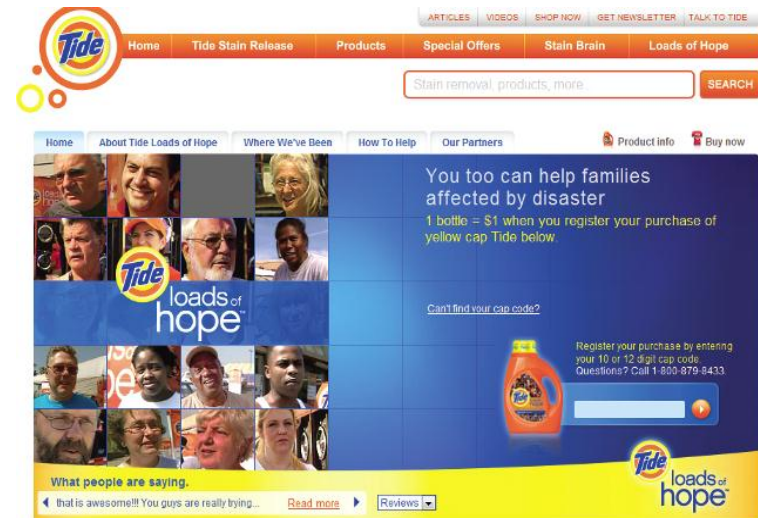 ARTICLES VIDEOS SHOP NOW GET NEWSLETTER TALK TO TIDE
Tide
Home Tide Stain Release Products Special Offers Stain Brain Loads of Hope
Stain removal, products, more... SEARCH
Home About Tide Loads of Hope Where We've Been How To Help Our Partners Product info Buy now
You too can help families
affected by disaster
1 bottle = $1 when you register your purchase of
yellow cap Tide below.
Tide
loads of
hope
Can't find your cap code?
Register your purchase by entering
your 10 or 12 digit cap code.
Questions? Call 1-800-879-8433.
Tide
What people are saying.
that is awesome!!! You guys are really trying... Read more Reviews
Tide
loads of
hope